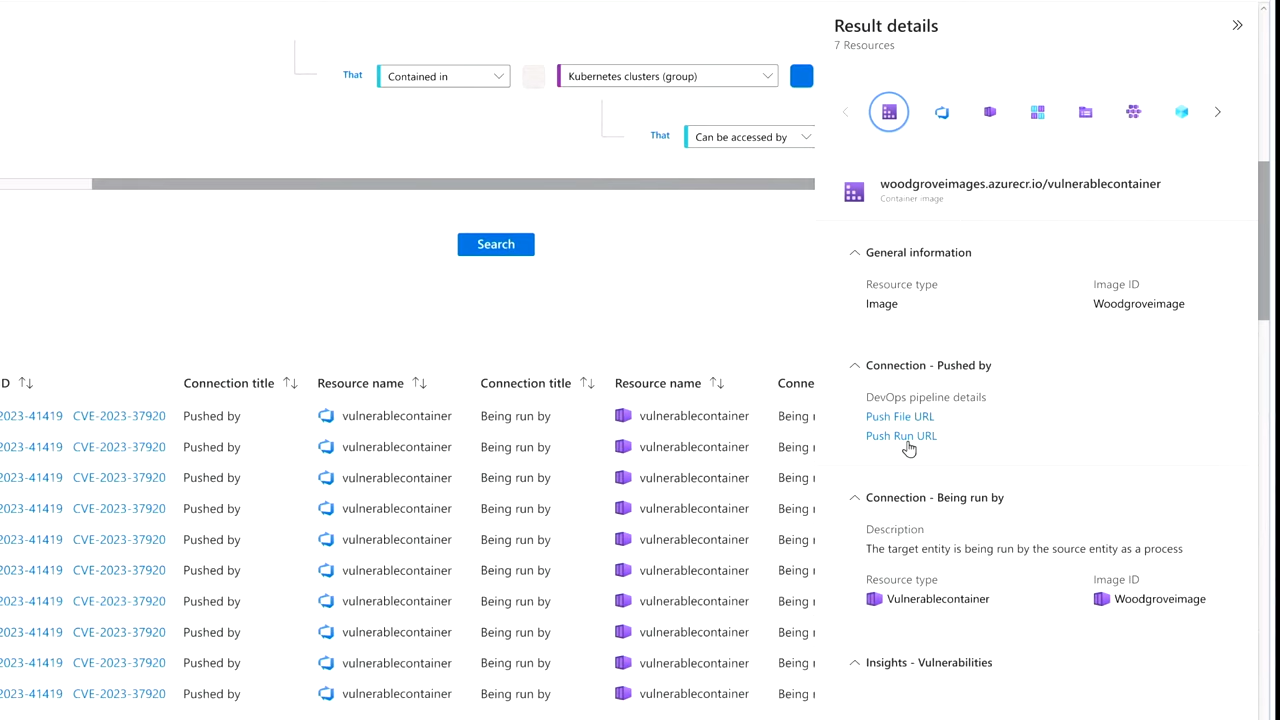 Result details
7 Resources
That Contained in Kubernetes clusters (group)
That Can be accessed by
woodgroveimages.azurecr.io/vulnerablecontainer
Container image
Search
General information
Resource type Image ID
Image Woodgroveimage
Connection - Pushed by
DevOps pipeline details
Push File URL
Push Run URL
Connection - Being run by
Description
The target entity is being run by the source entity as a process
Resource type Image ID
Vulnerablecontainer Woodgroveimage
Insights - Vulnerabilities
D Connection title Resource name Connection title Resource name Conne
2023-41419 CVE-2023-37920 Pushed by vulnerablecontainer Being run by vulnerablecontainer Being r
2023-41419 CVE-2023-37920 Pushed by vulnerablecontainer Being run by vulnerablecontainer Being r
2023-41419 CVE-2023-37920 Pushed by vulnerablecontainer Being run by vulnerablecontainer Being r
2023-41419 CVE-2023-37920 Pushed by vulnerablecontainer Being run by vulnerablecontainer Being r
2023-41419 CVE-2023-37920 Pushed by vulnerablecontainer Being run by vulnerablecontainer Being r
2023-41419 CVE-2023-37920 Pushed by vulnerablecontainer Being run by vulnerablecontainer Being r
2023-41419 CVE-2023-37920 Pushed by vulnerablecontainer Being run by vulnerablecontainer Being r
2023-41419 CVE-2023-37920 Pushed by vulnerablecontainer Being run by vulnerablecontainer Being r
2023-41419 CVE-2023-37920 Pushed by vulnerablecontainer Being run by vulnerablecontainer Being r
2023-41419 CVE-2023-37920 Pushed by vulnerablecontainer Being run by vulnerablecontainer Being r